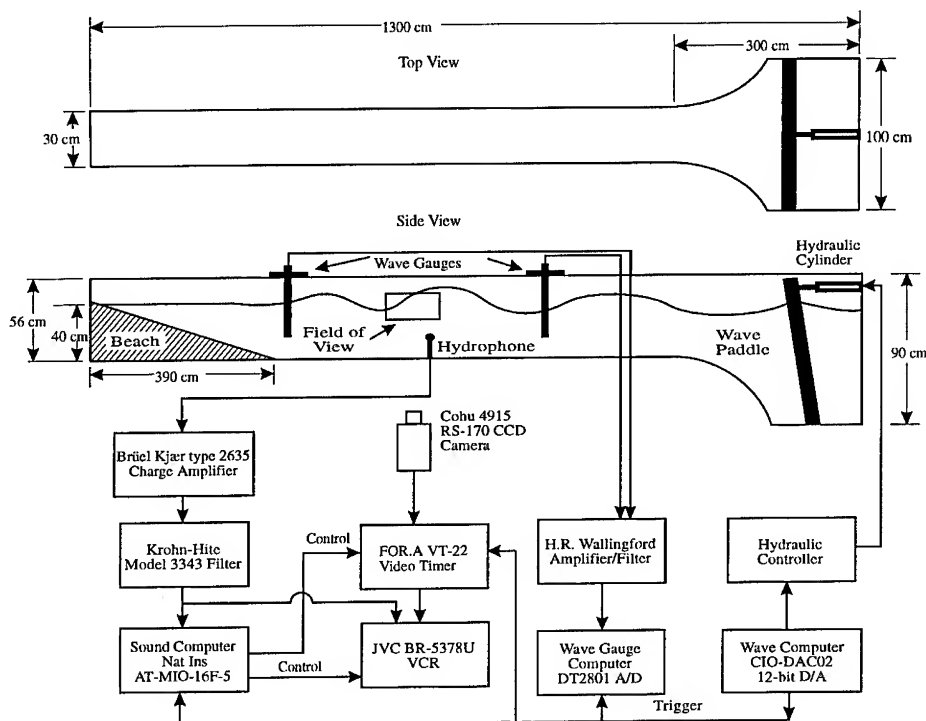 1300 cm
300 cm
Top View
30 cm
100 cm
Side View
Wave Gauges
Hydraulic
Cylinder
56 cm
40 cm
Beach
Field of
View
Hydrophone
Wave
Paddle
90 cm
390 cm
Cohu 4915
RS-170 CCD
Camera
Brüel Kjær type 2635
Charge Amplifier
Krohn-Hite
Model 3343 Filter
Control
FOR.A VT-22
Video Timer
H.R. Wallingford
Amplifier/Filter
Hydraulic
Controller
Sound Computer
Nat Ins
AT-MIO-16F-5
Control
JVC BR-5378U
VCR
Wave Gauge
Computer
DT2801 A/D
Wave Computer
CIO-DAC02
12-bit D/A
Trigger